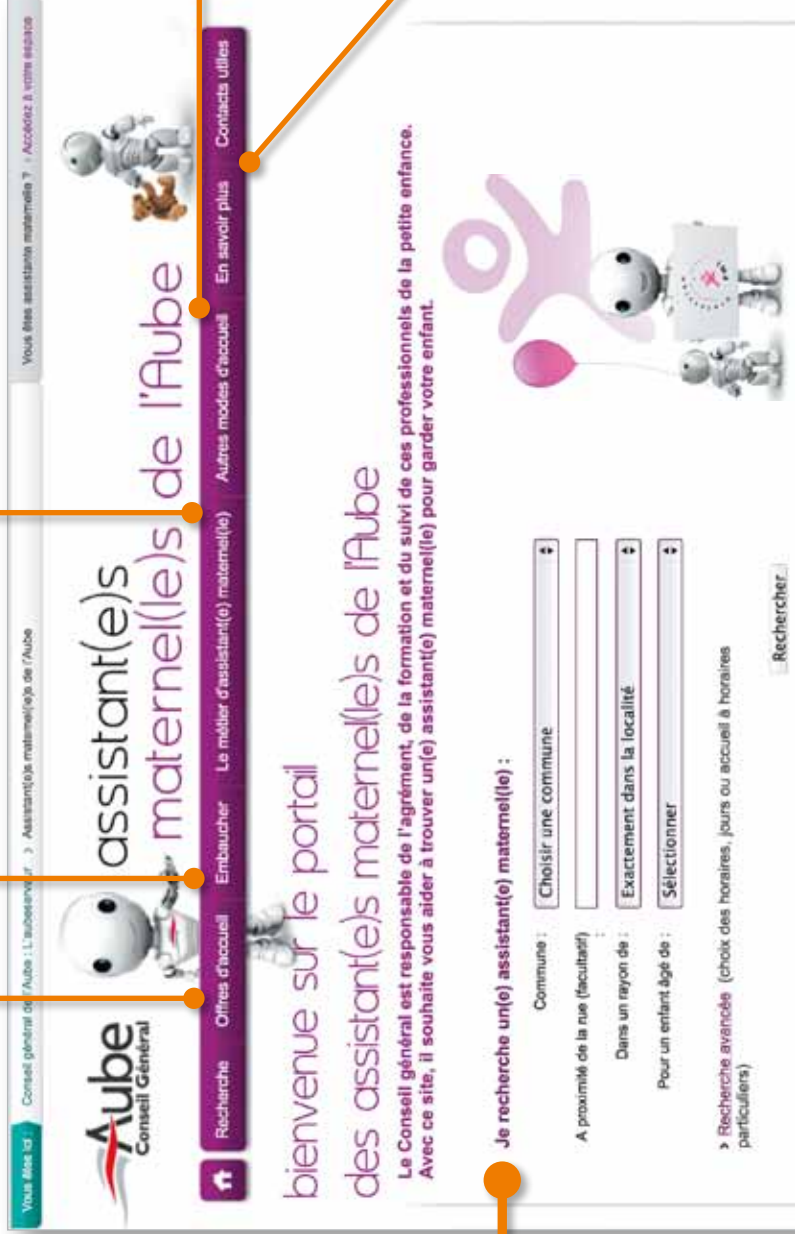 Vous êtes ici : Conseil général de l'Aube : L'aubeserveur > Assistant(e)s maternel(le)s de l'Aube
Vous êtes assistante maternelle ? › Accédez à votre espace
Aube
Conseil Général
assistant(e)s
maternel(le)s de l'Aube
Recherche Offres d'accueil Embaucher Le métier d'assistant(e) maternel(le) Autres modes d'accueil En savoir plus Contacts utiles
bienvenue sur le portail
des assistant(e)s maternel(le)s de l'Aube
Le Conseil général est responsable de l'agrément, de la formation et du suivi de ces professionnels de la petite enfance.
Avec ce site, il souhaite vous aider à trouver un(e) assistant(e) maternel(le) pour garder votre enfant.
Je recherche un(e) assistant(e) maternel(le) :
Commune : Choisir une commune
A proximité de la rue (facultatif) :
Dans un rayon de : Exactement dans la localité
Pour un enfant âgé de : Sélectionner
› Recherche avancée (choix des horaires, jours ou accueil à horaires
particuliers)
Rechercher